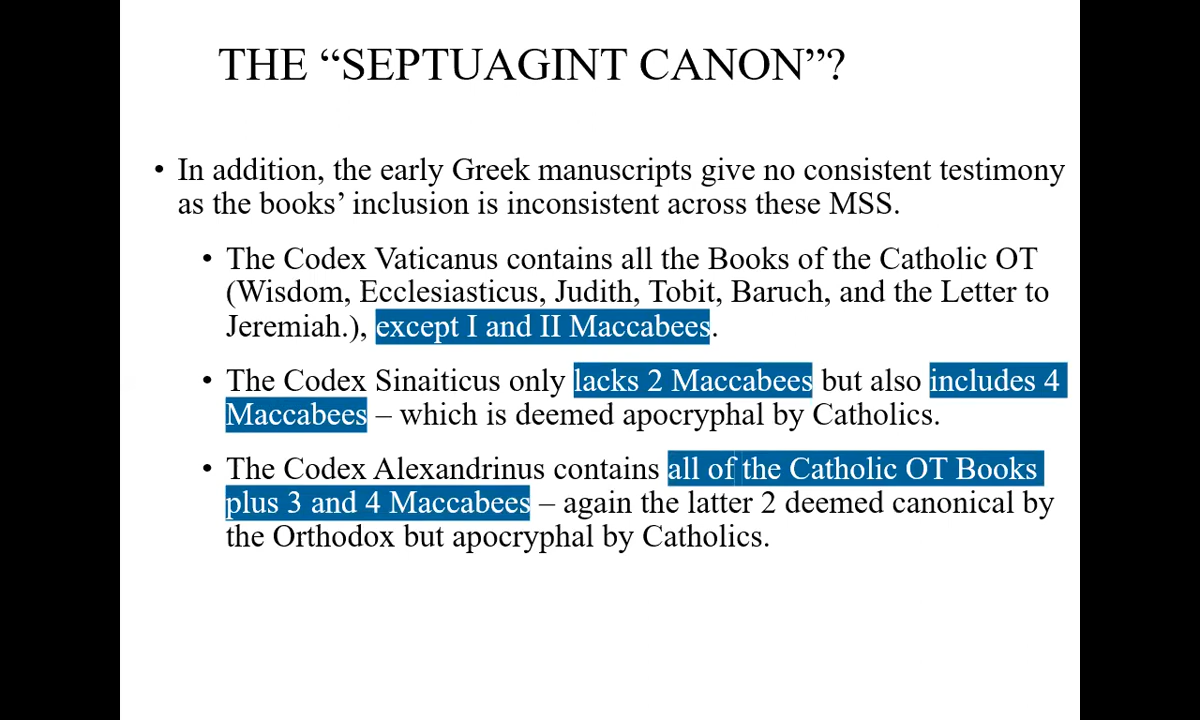 THE “SEPTUAGINT CANON”?
• In addition, the early Greek manuscripts give no consistent testimony
as the books’ inclusion is inconsistent across these MSS.
• The Codex Vaticanus contains all the Books of the Catholic OT
(Wisdom, Ecclesiasticus, Judith, Tobit, Baruch, and the Letter to
Jeremiah.), except I and II Maccabees.
• The Codex Sinaiticus only lacks 2 Maccabees but also includes 4
Maccabees – which is deemed apocryphal by Catholics.
• The Codex Alexandrinus contains all of the Catholic OT Books
plus 3 and 4 Maccabees – again the latter 2 deemed canonical by
the Orthodox but apocryphal by Catholics.